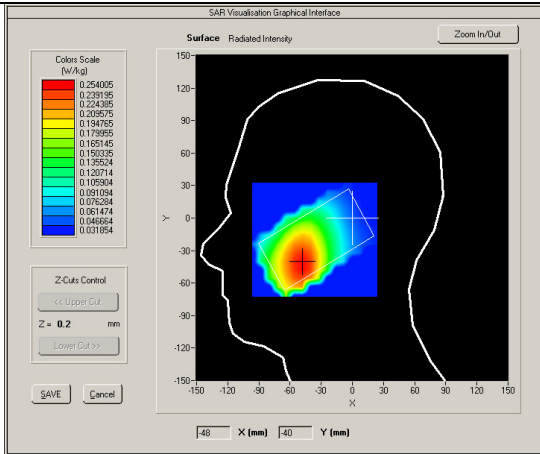 SAR Visualisation Graphical Interface
Surface Radiated Intensity
Zoom In/Out
Colors Scale
(W/kg)
0.254005
0.239195
0.224385
0.209575
0.194765
0.179955
0.165145
0.150335
0.135524
0.120714
0.105904
0.091094
0.076284
0.061474
0.046664
0.031854
Z-Cuts Control
<< Upper Cut
Z = 0.2 mm
Lower Cut >>
SAVE Cancel
150
120
90
60
30
0
-30
-60
-90
-120
-150
Y
-150 -120 -90 -60 -30 0 30 60 90 120 150
X
-48 X (mm) -40 Y (mm)